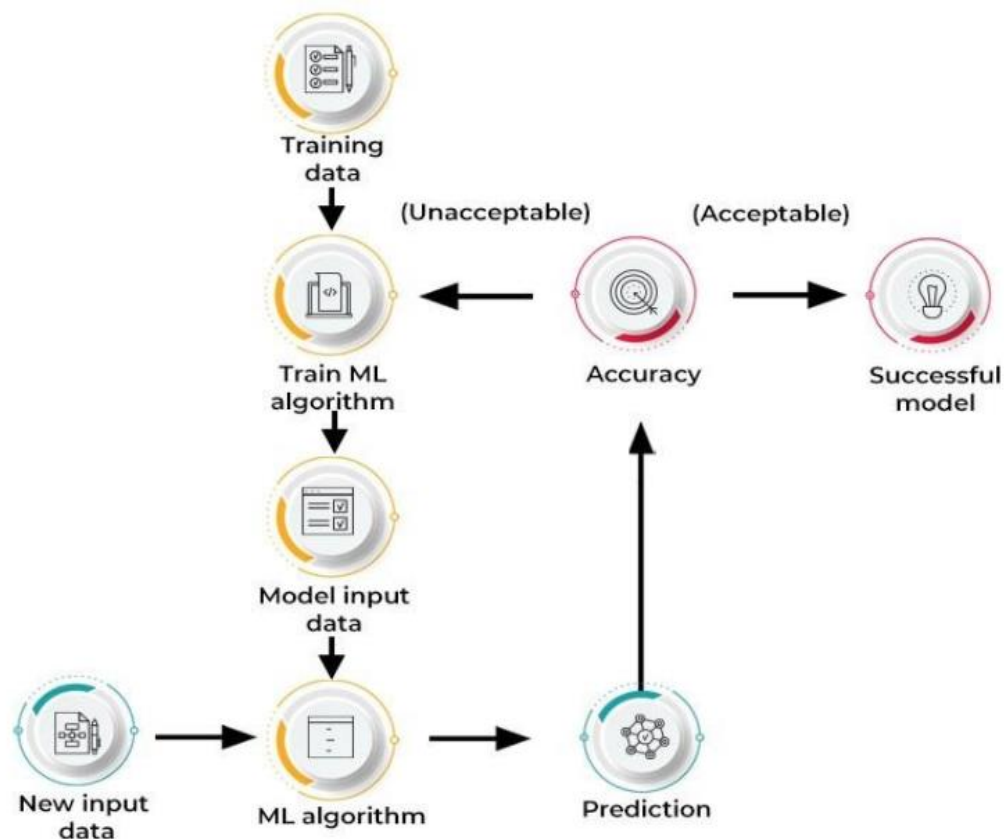 Training
data
(Unacceptable)
(Acceptable)
Train ML
algorithm
Accuracy
Successful
model
Model input
data
New input
data
ML algorithm
Prediction